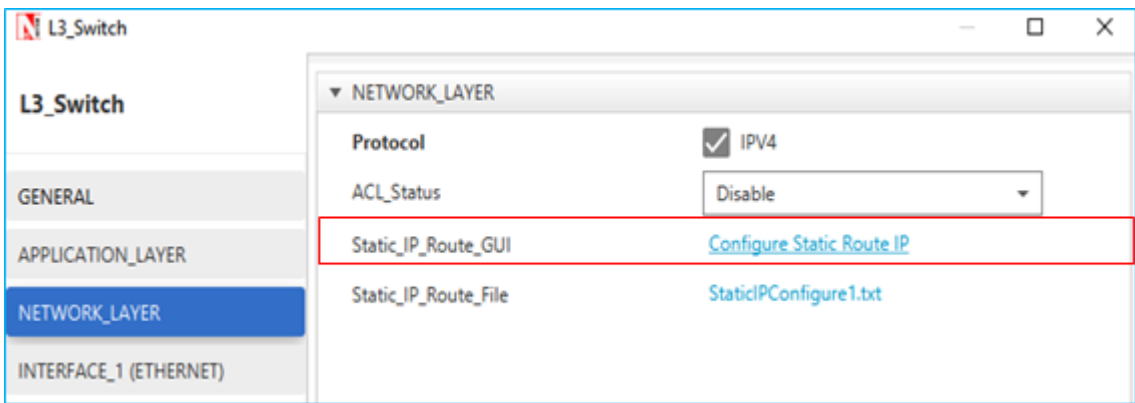 L3_Switch
L3_Switch
GENERAL
APPLICATION_LAYER
NETWORK_LAYER
INTERFACE_1 (ETHERNET)
NETWORK_LAYER
Protocol IPV4
ACL_Status Disable
Static_IP_Route_GUI Configure Static Route IP
Static_IP_Route_File StaticIPConfigure1.txt